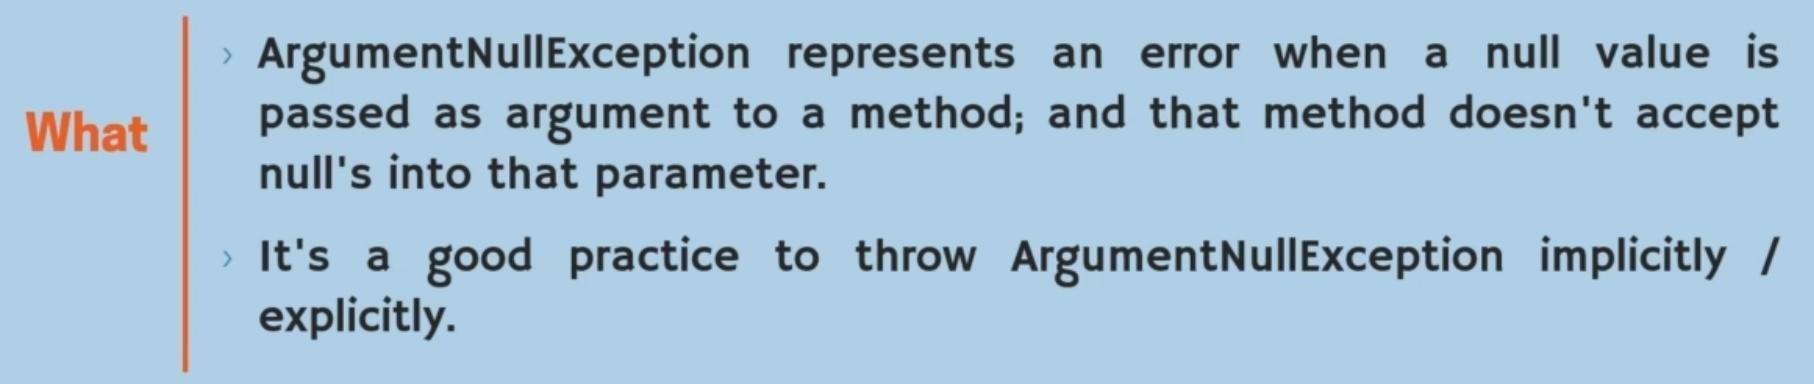 What
› ArgumentNullException represents an error when a null value is
passed as argument to a method; and that method doesn't accept
null's into that parameter.
› It's a good practice to throw ArgumentNullException implicitly /
explicitly.